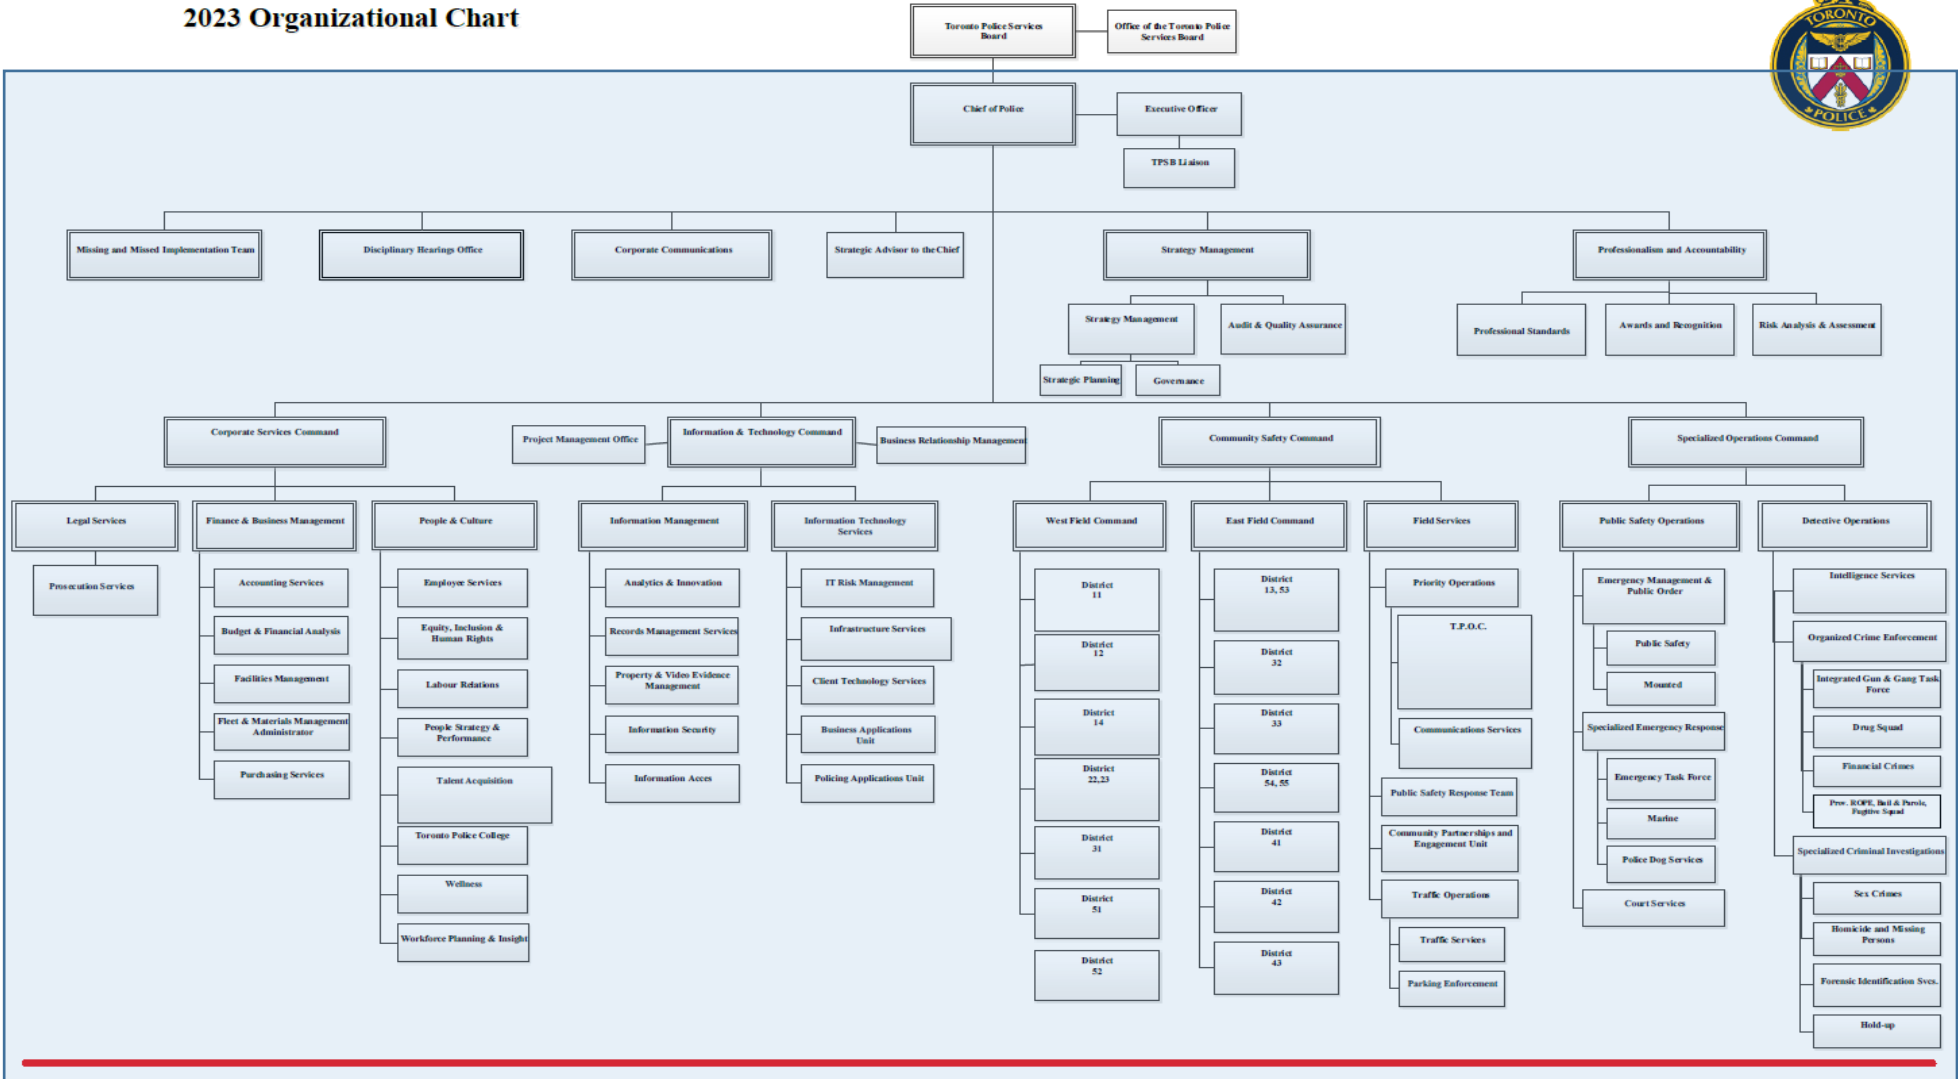 2023 Organizational Chart
Toronto Police Services
Board
Office of the Toronto Police
Services Board
TORONTO
POLICE
Chief of Police
Executive Officer
TPSB Liaison
Missing and Missed Implementation Team
Disciplinary Hearings Office
Corporate Communications
Strategic Advisor to the Chief
Strategy Management
Professionalism and Accountability
Strategy Management
Audit & Quality Assurance
Professional Standards
Awards and Recognition
Risk Analysis & Assessment
Strategic Planning
Governance
Corporate Services Command
Project Management Office
Information & Technology Command
Business Relationship Management
Community Safety Command
Specialized Operations Command
Legal Services
Finance & Business Management
People & Culture
Information Management
Information Technology
Services
West Field Command
East Field Command
Field Services
Public Safety Operations
Detective Operations
Prosecution Services
Accounting Services
Budget & Financial Analysis
Facilities Management
Fleet & Materials Management
Administrator
Purchasing Services
Employee Services
Equity, Inclusion &
Human Rights
Labour Relations
People Strategy &
Performance
Talent Acquisition
Toronto Police College
Wellness
Workforce Planning & Insight
Analytics & Innovation
Records Management Services
Property & Video Evidence
Management
Information Security
Information Acces
IT Risk Management
Infrastructure Services
Client Technology Services
Business Applications
Unit
Policing Applications Unit
District
11
District
12
District
14
District
22,23
District
31
District
51
District
52
District
13, 53
District
32
District
33
District
54, 55
District
41
District
42
District
43
Priority Operations
T.P.O.C.
Communications Services
Public Safety Response Team
Community Partnerships and
Engagement Unit
Traffic Operations
Traffic Services
Parking Enforcement
Emergency Management &
Public Order
Public Safety
Mounted
Specialized Emergency Response
Emergency Task Force
Marine
Police Dog Services
Court Services
Intelligence Services
Organized Crime Enforcement
Integrated Gun & Gang Task
Force
Drug Squad
Financial Crimes
Prov. ROPE, Bail & Parole,
Fugitive Squad
Specialized Criminal Investigations
Sex Crimes
Homicide and Missing
Persons
Forensic Identification Svcs.
Hold-up